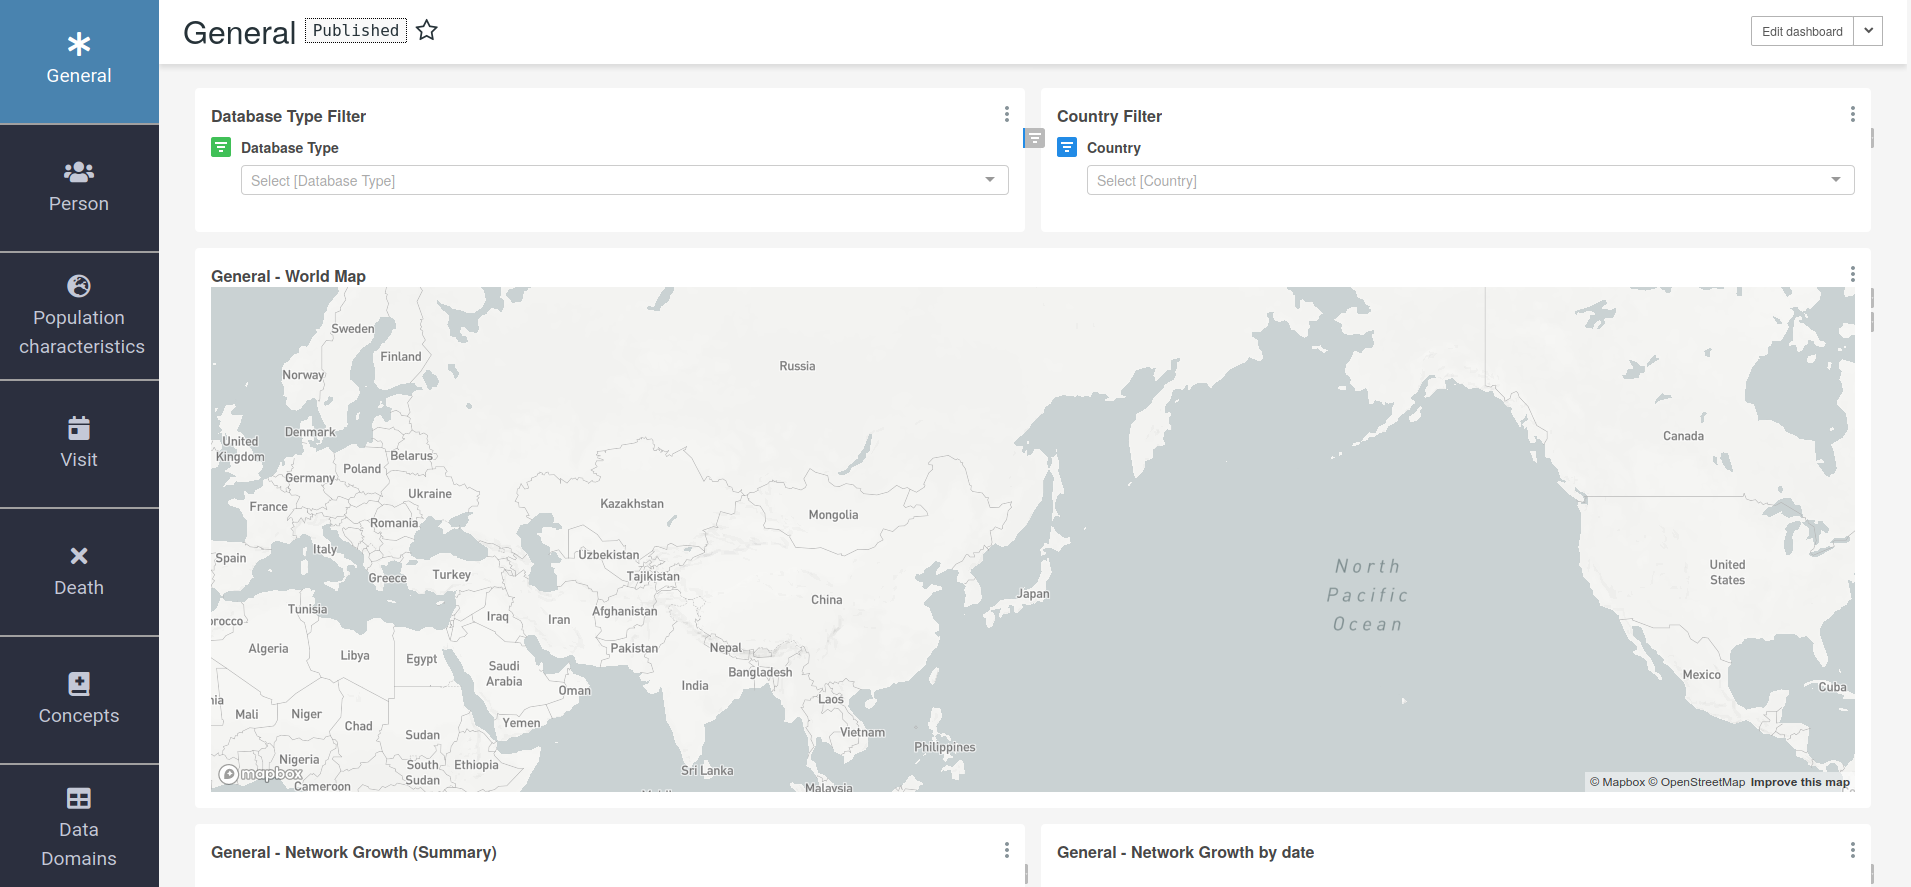 General
Published
Edit dashboard
General
Person
Population
characteristics
Visit
Death
Concepts
Data
Domains
Database Type Filter
Database Type
Select [Database Type]
Country Filter
Country
Select [Country]
General - World Map
Sweden
Finland
Russia
Norway
Denmark
United
Kingdom
Canada
Belarus
Poland
Germany
Ukraine
Kazakhstan
France
Mongolia
Romania
Italy
Spain
Uzbekistan
North
Pacific
Ocean
United
States
Greece
Turkey
Tajikistan
Japan
China
Tunisia
Afghanistan
rocco
Iraq
Iran
Algeria
Libya
Egypt
Pakistan
Nepal
Saudi
Arabia
Bangladesh
Mexico
India
Oman
Cuba
nia
Laos
Mali
Niger
Chad
Yemen
Sudan
Vietnam
Philippines
Nigeria
South
Sudan
Ethiopia
Sri Lanka
mapbox
Cameroon
Malaysia
© Mapbox © OpenStreetMap Improve this map
General - Network Growth (Summary)
General - Network Growth by date